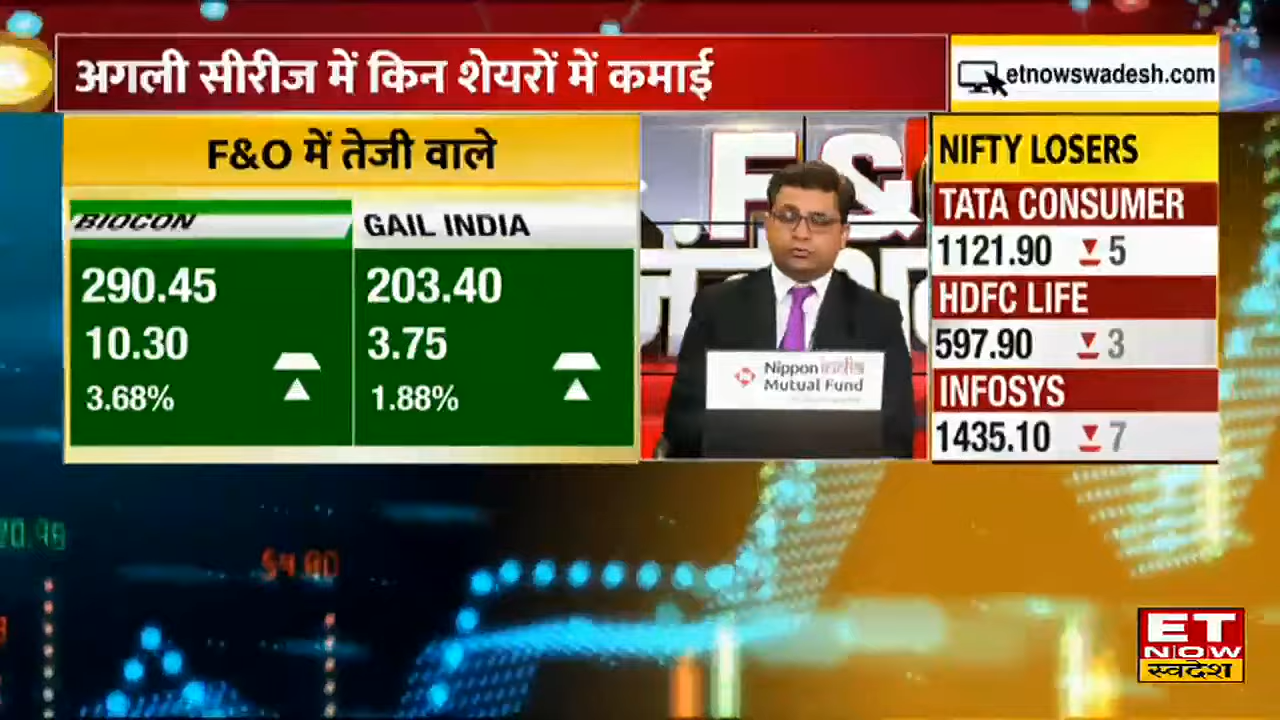 अगली सीरीज में किन शेयरों में कमाई
etnowswadesh.com
F&O में तेजी वाले
BIOCON
290.45
10.30
3.68%
GAIL INDIA
203.40
3.75
1.88%
F&
Nippon india
Mutual Fund
NIFTY LOSERS
TATA CONSUMER
1121.90 5
HDFC LIFE
597.90 3
INFOSYS
1435.10 7
54.80
ET
NOW
स्वदेश